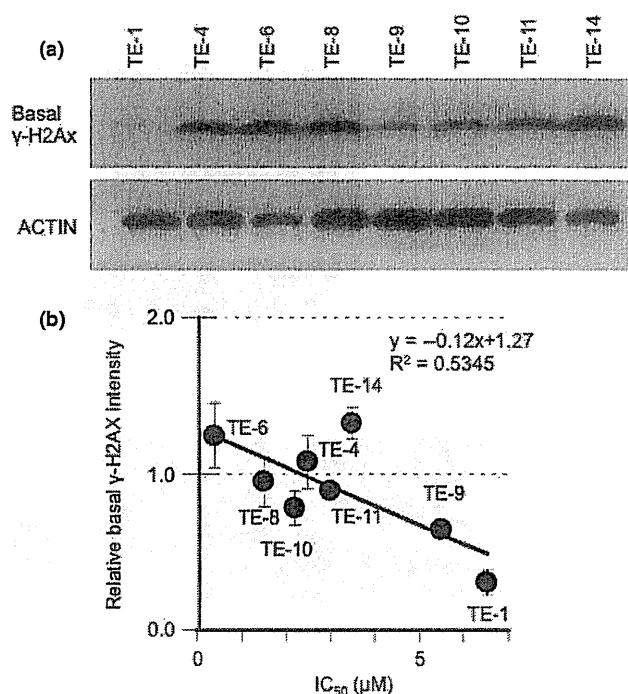 (a) TE-1 TE-4 TE-6 TE-8 TE-9 TE-10 TE-11 TE-14
Basal
γ-H2Ax
ACTIN
(b)
Relative basal γ-H2AX intensity
2.0
1.0
0.0
y = –0.12x+1.27
R² = 0.5345
TE-14
TE-6
TE-4
TE-8
TE-11
TE-9
TE-10
TE-1
0 5
IC₅₀ (μM)